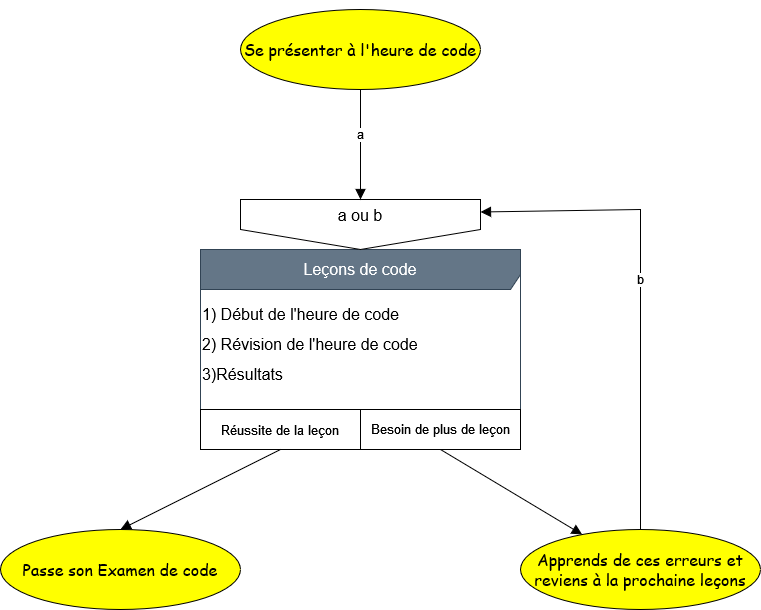 Se présenter à l'heure de code
a
a ou b
Leçons de code
b
1) Début de l'heure de code
2) Révision de l'heure de code
3)Résultats
Réussite de la leçon
Besoin de plus de leçon
Passe son Examen de code
Apprends de ces erreurs et
reviens à la prochaine leçons